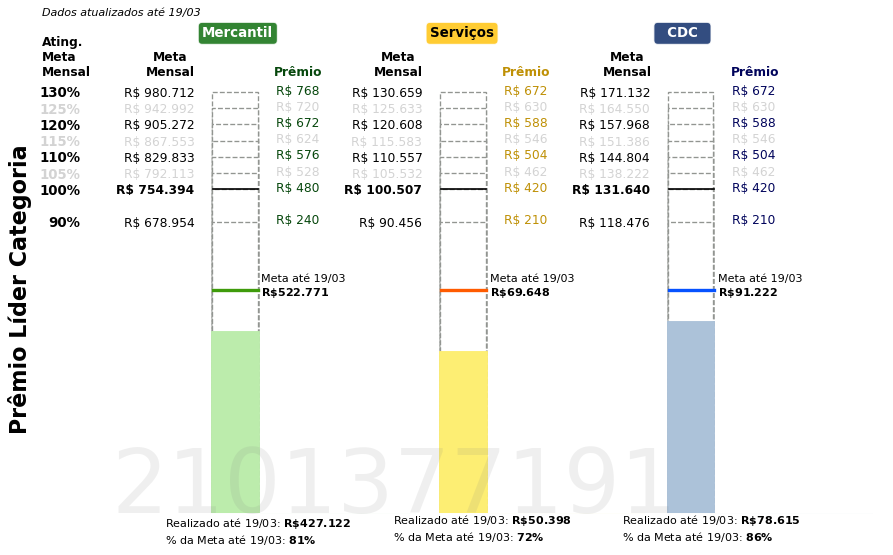 Dados atualizados até 19/03
Mercantil Serviços CDC
Ating. Meta Mensal Meta Mensal Prêmio Meta Mensal Prêmio Meta Mensal Prêmio
130% R$ 980.712 R$ 768 R$ 130.659 R$ 672 R$ 171.132 R$ 672
125% R$ 942.992 R$ 720 R$ 125.633 R$ 630 R$ 164.550 R$ 630
120% R$ 905.272 R$ 672 R$ 120.608 R$ 588 R$ 157.968 R$ 588
115% R$ 867.553 R$ 624 R$ 115.583 R$ 546 R$ 151.386 R$ 546
110% R$ 829.833 R$ 576 R$ 110.557 R$ 504 R$ 144.804 R$ 504
105% R$ 792.113 R$ 528 R$ 105.532 R$ 462 R$ 138.222 R$ 462
100% R$ 754.394 R$ 480 R$ 100.507 R$ 420 R$ 131.640 R$ 420
90% R$ 678.954 R$ 240 R$ 90.456 R$ 210 R$ 118.476 R$ 210
Prêmio Líder Categoria
Meta até 19/03 Meta até 19/03 Meta até 19/03
R$522.771 R$69.648 R$91.222
2101377191
Realizado até 19/03: R$427.122 Realizado até 19/03: R$50.398 Realizado até 19/03: R$78.615
% da Meta até 19/03: 81% % da Meta até 19/03: 72% % da Meta até 19/03: 86%